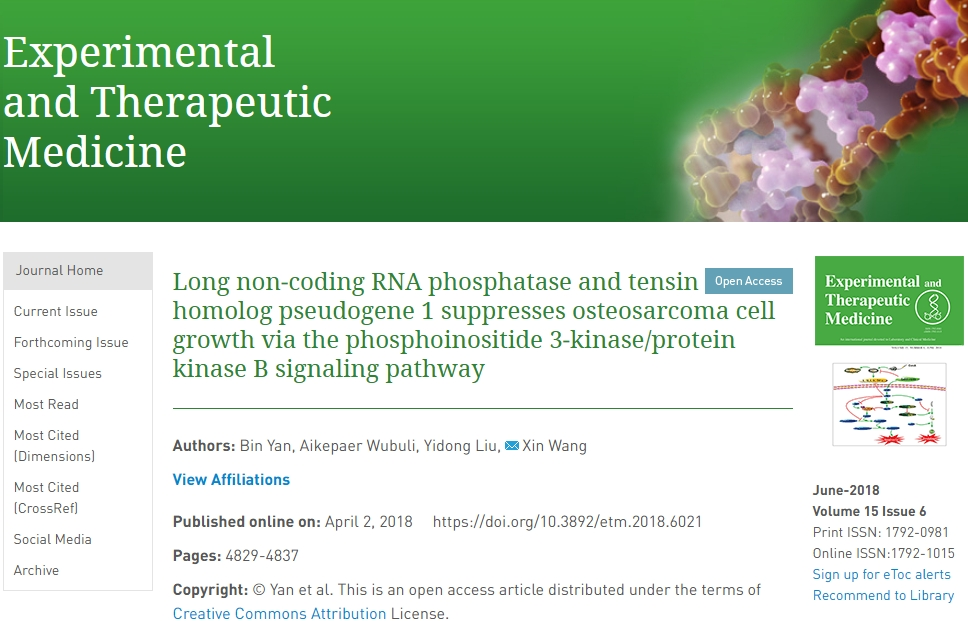 Experimental
and Therapeutic
Medicine
Journal Home
Current Issue
Forthcoming Issue
Special Issues
Most Read
Most Cited
(Dimensions)
Most Cited
(CrossRef)
Social Media
Archive
Long non-coding RNA phosphatase and tensin
homolog pseudogene 1 suppresses osteosarcoma cell
growth via the phosphoinositide 3-kinase/protein
kinase B signaling pathway
Open Access
Authors: Bin Yan, Aikepaer Wubuli, Yidong Liu, Xin Wang
View Affiliations
Published online on: April 2, 2018 https://doi.org/10.3892/etm.2018.6021
Pages: 4829-4837
Copyright: © Yan et al. This is an open access article distributed under the terms of
Creative Commons Attribution License.
Experimental and
Therapeutic
Medicine
June-2018
Volume 15 Issue 6
Print ISSN: 1792-0981
Online ISSN:1792-1015
Sign up for eToc alerts
Recommend to Library